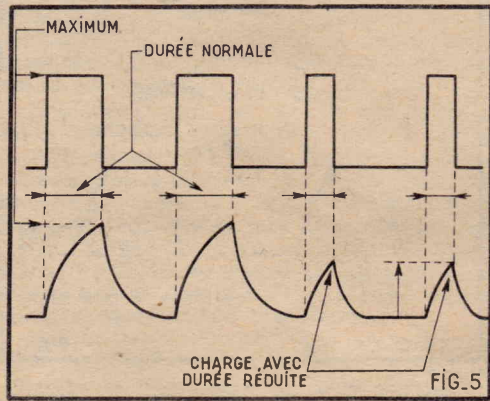 MAXIMUM
DURÉE NORMALE
CHARGE AVEC
DURÉE RÉDUITE
FIG_5